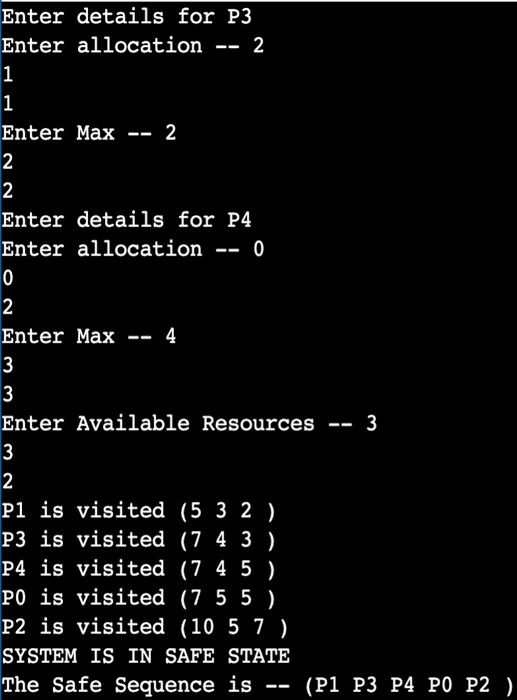 Enter details for P3
Enter allocation -- 2
1
1
Enter Max -- 2
2
2
Enter details for P4
Enter allocation -- 0
0
2
Enter Max -- 4
3
3
Enter Available Resources -- 3
3
2
P1 is visited (5 3 2 )
P3 is visited (7 4 3 )
P4 is visited (7 4 5 )
P0 is visited (7 5 5 )
P2 is visited (10 5 7 )
SYSTEM IS IN SAFE STATE
The Safe Sequence is -- (P1 P3 P4 P0 P2 )